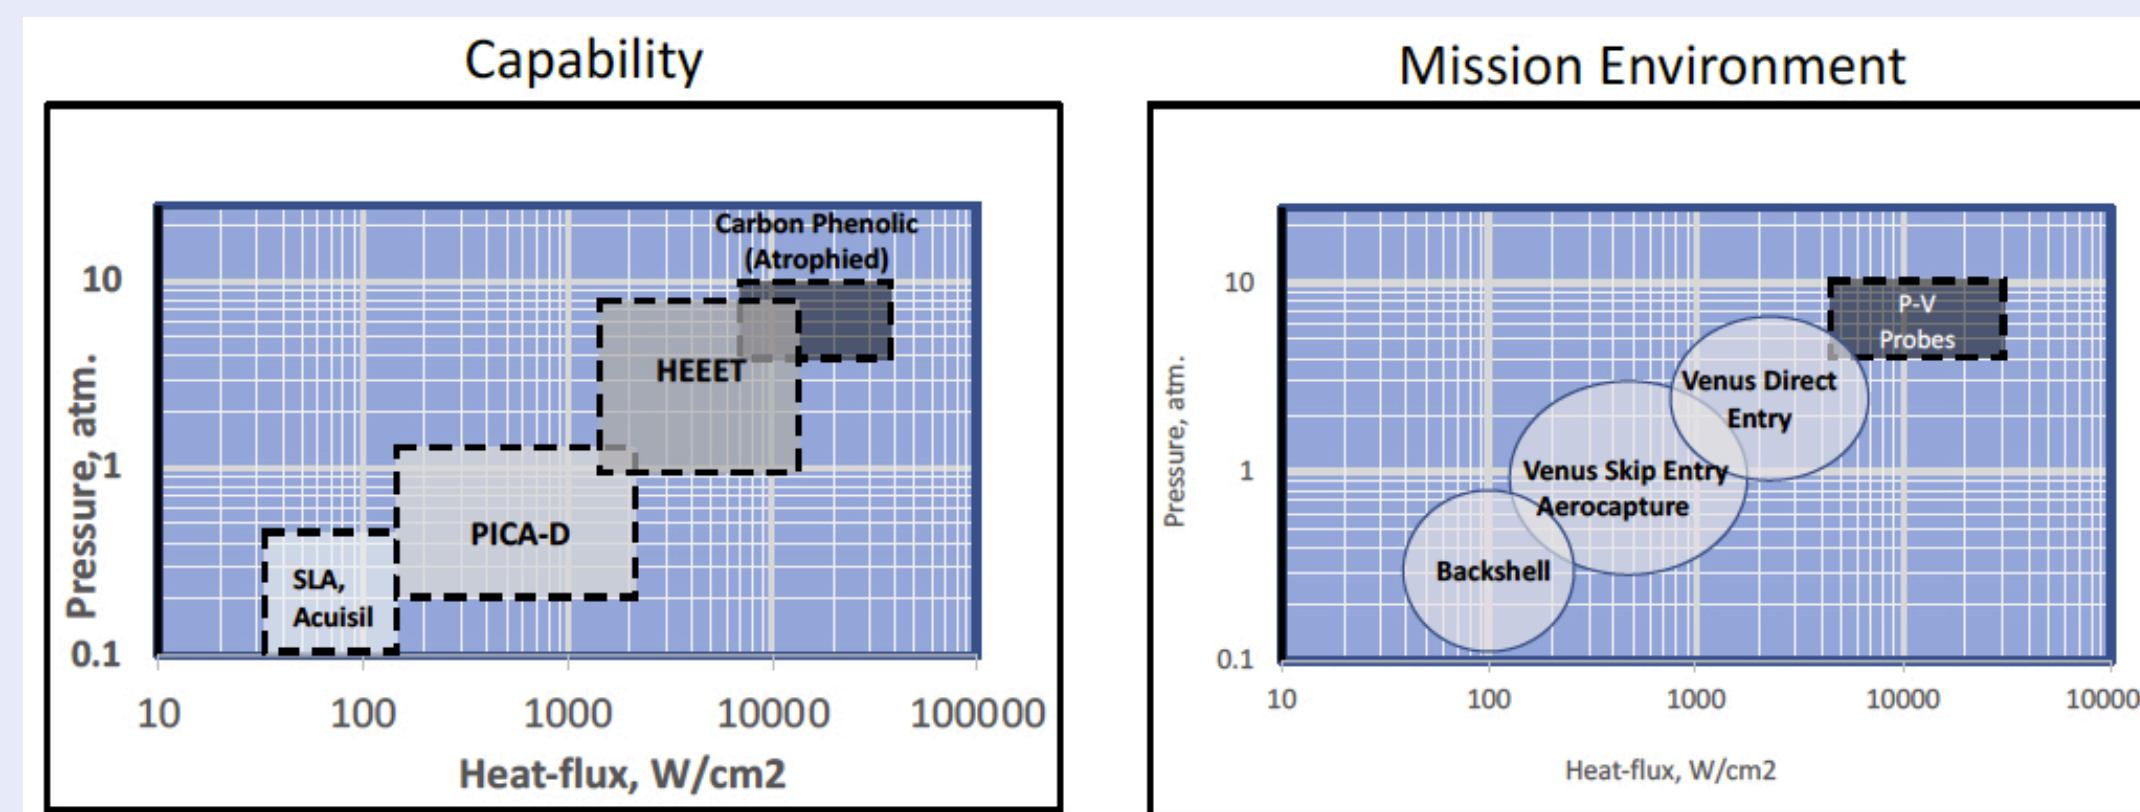 Capability
Carbon Phenolic
(Atrophied)
10
HEEET
Pressure, atm.
1
PICA-D
SLA,
Acuisil
0.1
10 100 1000 10000 100000
Heat-flux, W/cm2
Mission Environment
10
P-V
Probes
Venus Direct
Entry
Pressure, atm.
1
Venus Skip Entry
Aerocapture
Backshell
0.1
10 100 1000 10000 10000
Heat-flux, W/cm2